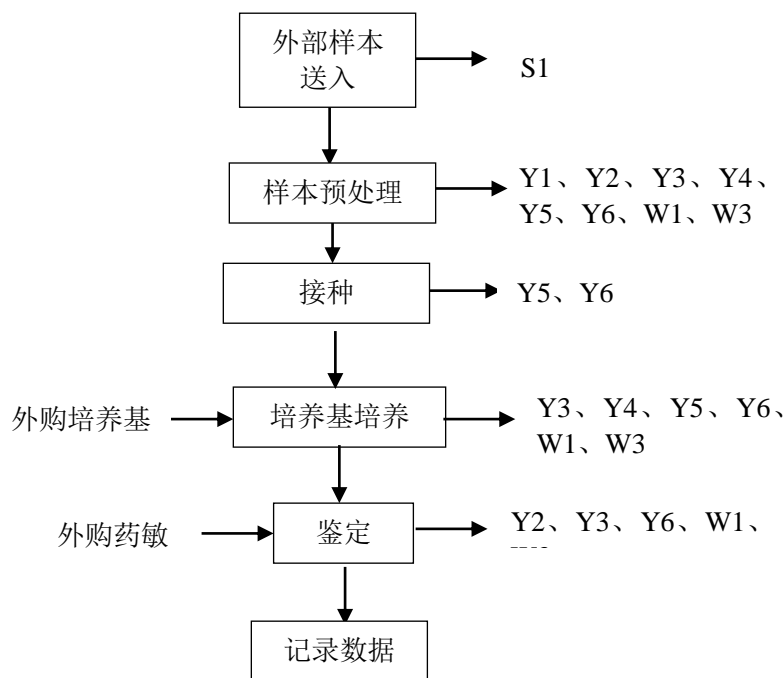 外部样本
送入
S1
样本预处理
Y1、Y2、Y3、Y4、
Y5、Y6、W1、W3
接种
Y5、Y6
外购培养基
培养基培养
Y3、Y4、Y5、Y6、
W1、W3
外购药敏
鉴定
Y2、Y3、Y6、W1、
记录数据